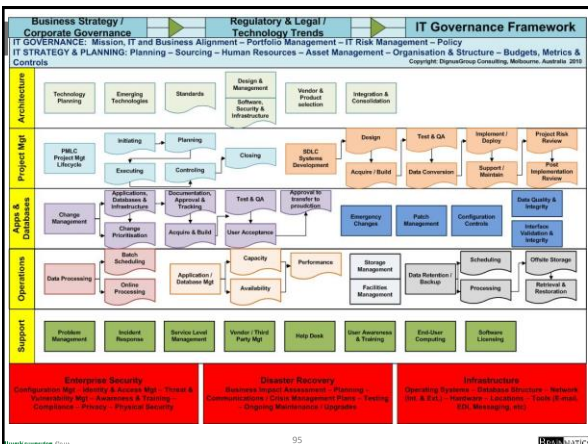 Business Strategy /
Corporate Governance
Regulatory & Legal /
Technology Trends
IT Governance Framework
IT GOVERNANCE: Mission, IT and Business Alignment – Portfolio Management – IT Risk Management – Policy
IT STRATEGY & PLANNING: Planning – Sourcing – Human Resources – Asset Management – Organisation & Structure – Budgets, Metrics &
Controls
Copyright: DignusGroup Consulting, Melbourne. Australia 2010
Architecture
Technology
Planning
Emerging
Technologies
Standards
Design &
Management
Software,
Security &
Infrastructure
Vendor &
Product
selection
Integration &
Consolidation
Project Mgt
PMLC
Project Mgt
Lifecycle
Initiating
Planning
Executing
Controlling
Closing
SDLC
Systems
Development
Design
Acquire / Build
Test & QA
Data Conversion
Implement /
Deploy
Support /
Maintain
Project Risk
Review
Post
Implementation
Review
Apps &
Databases
Change
Management
Applications,
Databases &
Infrastructure
Change
Prioritisation
Documentation,
Approval &
Tracking
Acquire & Build
Test & QA
User Acceptance
Approval to
transfer to
Emergency
Changes
Patch
Management
Configuration
Controls
Data Quality &
Integrity
Interface
Validation &
Integrity
Operations
Data Processing
Batch
Scheduling
Online
Processing
Application /
Database Mgt
Capacity
Availability
Performance
Storage
Management
Facilities
Management
Data Retention /
Backup
Scheduling
Processing
Offsite Storage
Retrieval &
Restoration
Support
Problem
Management
Incident
Response
Service Level
Management
Vendor / Third
Party Mgt
Help Desk
User Awareness
& Training
End-User
Computing
Software
Licensing
Enterprise Security
Configuration Mgt – Identity & Access Mgt – Threat &
Vulnerability Mgt – Awareness & Training –
Compliance – Privacy – Physical Security
Disaster Recovery
Business Impact Assessment – Planning –
Communications / Crisis Management Plans – Testing –
Ongoing Maintenance / Upgrades
Infrastructure
Operating Systems – Database Structure – Network
(Int. & Ext.) – Hardware – Locations – Tools (E-mail,
EDI, Messaging, etc)
95